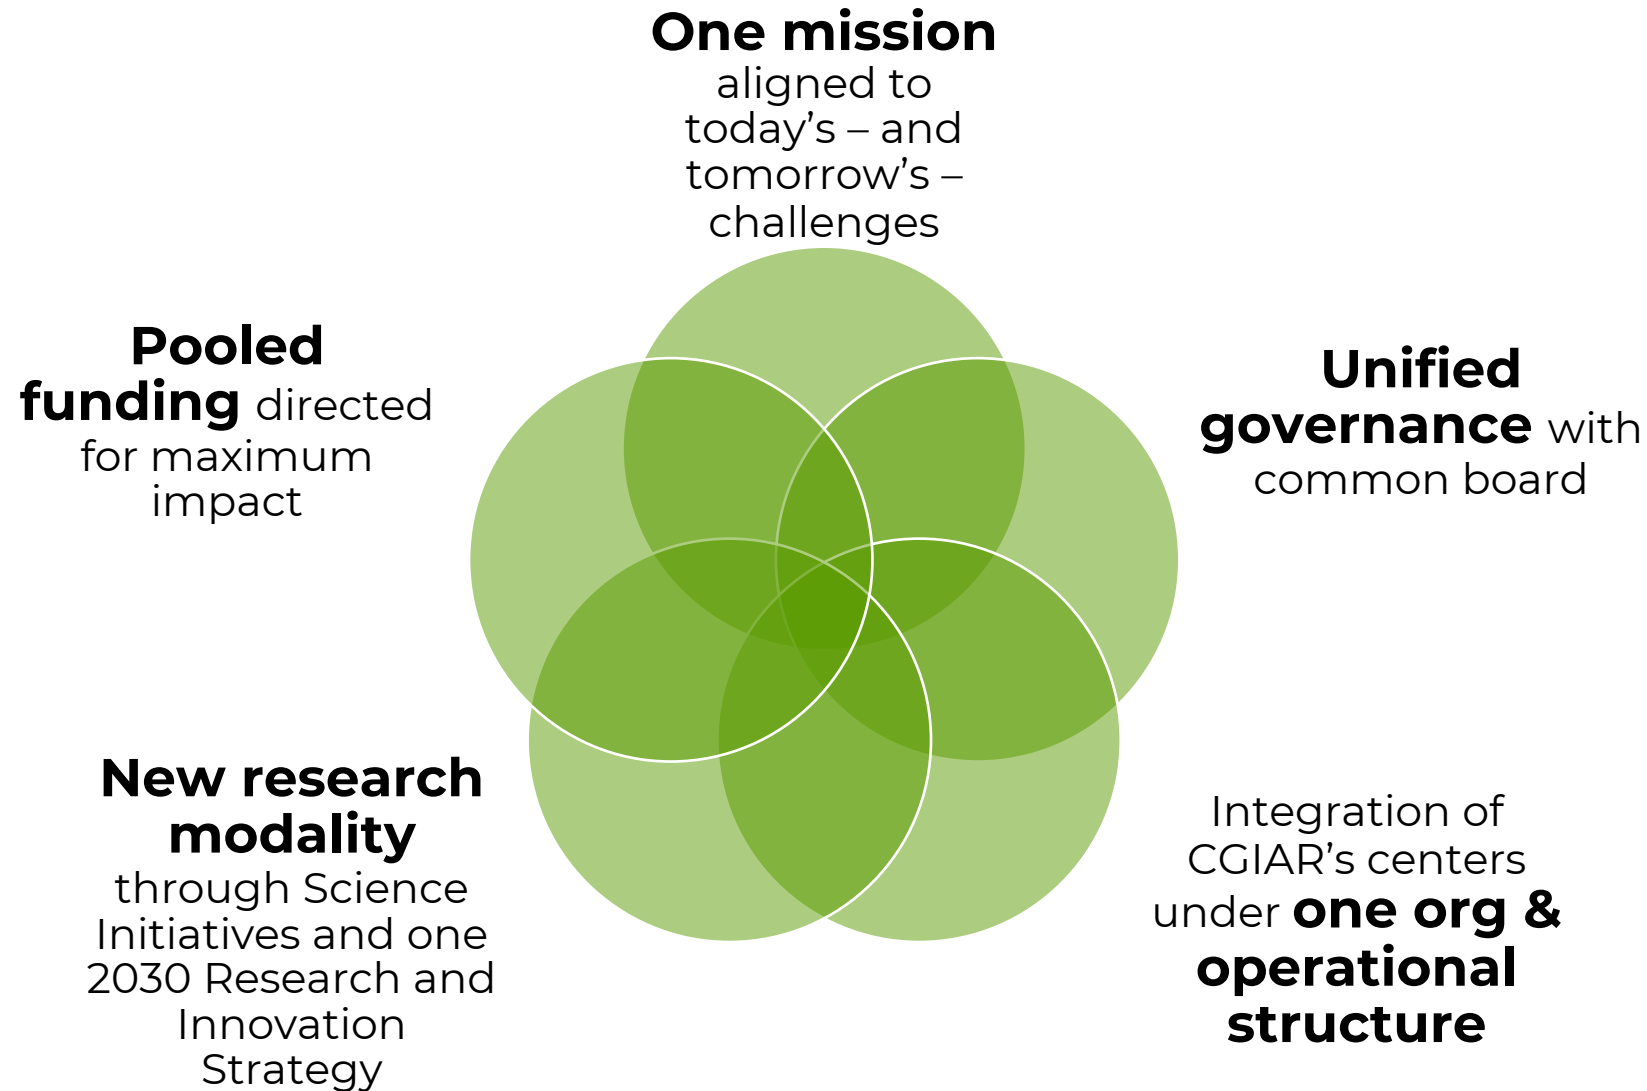 One mission
aligned to
today’s – and
tomorrow’s –
challenges
Pooled
funding directed
for maximum
impact
Unified
governance with
common board
New research
modality
through Science
Initiatives and one
2030 Research and
Innovation
Strategy
Integration of
CGIAR’s centers
under one org &
operational
structure